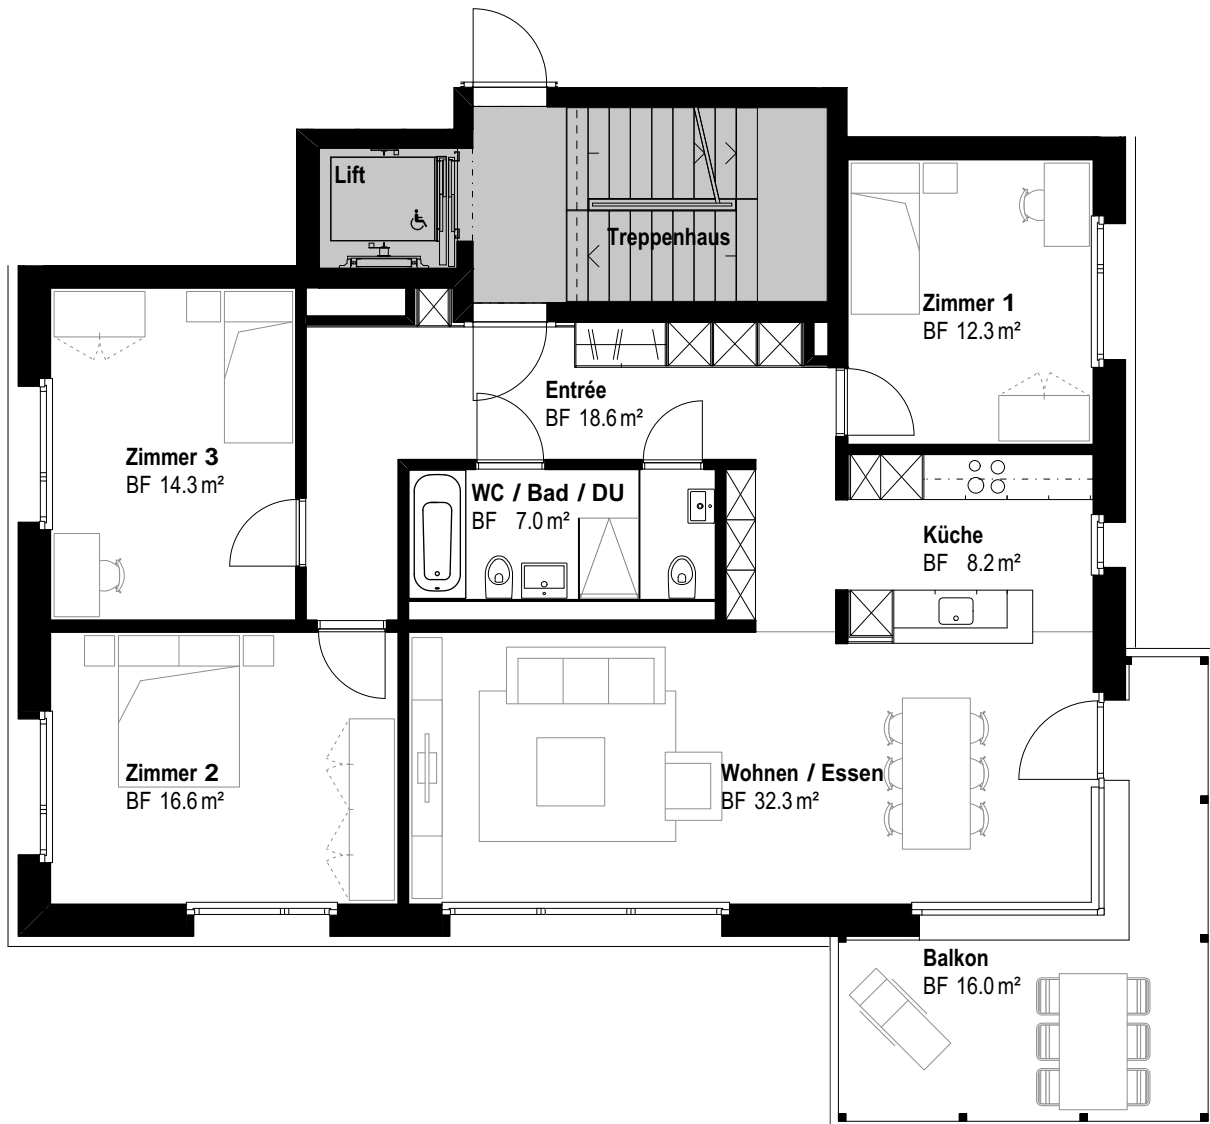 Lift
Treppenhaus
Zimmer 1
BF 12.3 m²
Entrée
BF 18.6 m²
Zimmer 3
BF 14.3 m²
WC / Bad / DU
BF 7.0 m²
Küche
BF 8.2 m²
Zimmer 2
BF 16.6 m²
Wohnen / Essen
BF 32.3 m²
Balkon
BF 16.0 m²